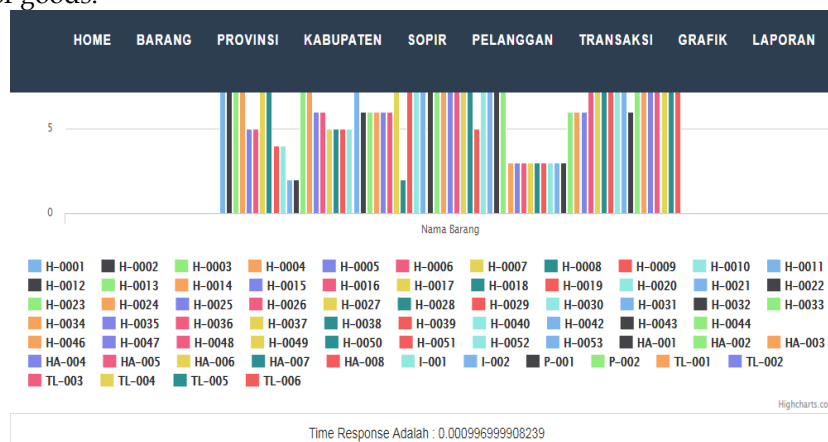 of goods.
HOME BARANG PROVINSI KABUPATEN SOPIR PELANGGAN TRANSAKSI GRAFIK LAPORAN
5
0
Nama Barang
H-0001 H-0002 H-0003 H-0004 H-0005 H-0006 H-0007 H-0008 H-0009 H-0010 H-0011
H-0012 H-0013 H-0014 H-0015 H-0016 H-0017 H-0018 H-0019 H-0020 H-0021 H-0022
H-0023 H-0024 H-0025 H-0026 H-0027 H-0028 H-0029 H-0030 H-0031 H-0032 H-0033
H-0034 H-0035 H-0036 H-0037 H-0038 H-0039 H-0040 H-0042 H-0043 H-0044
H-0046 H-0047 H-0048 H-0049 H-0050 H-0051 H-0052 H-0053 HA-001 HA-002 HA-003
HA-004 HA-005 HA-006 HA-007 HA-008 I-001 I-002 P-001 P-002 TL-001 TL-002
TL-003 TL-004 TL-005 TL-006
Highcharts.co
Time Response Adalah : 0.000996999908239